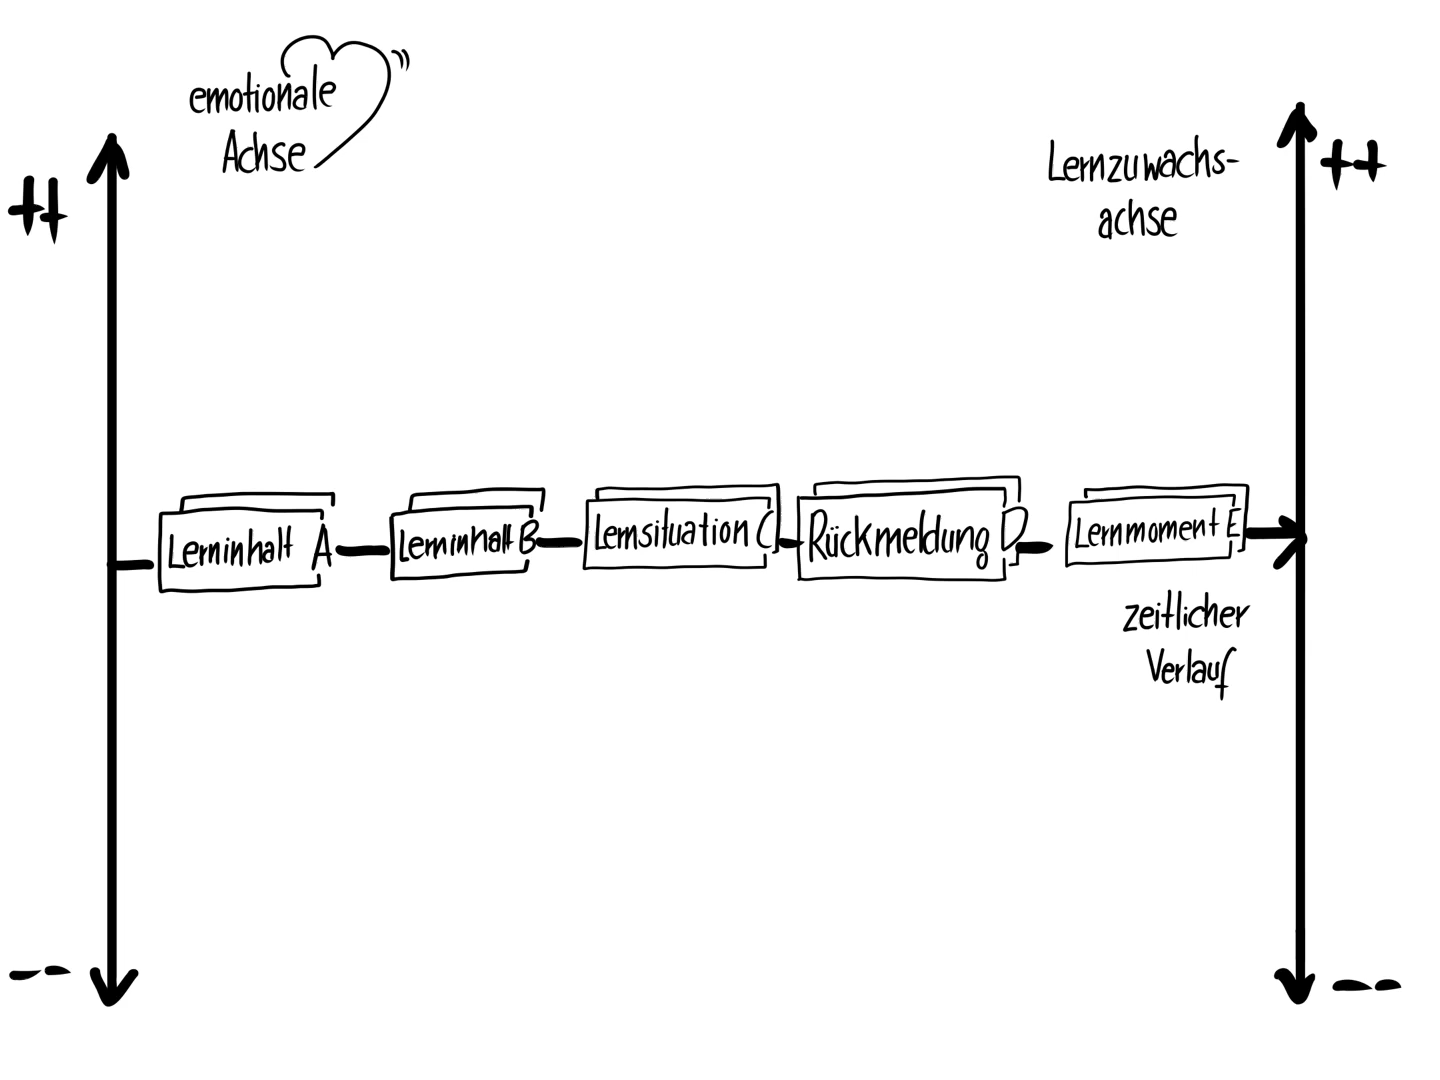 emotionale
Achse
++
Lernzuwachs-
achse
++
Lerninhalt A
Lerninhalt B
Lernsituation C
Rückmeldung D
Lernmoment E
zeitlicher
Verlauf
--
--